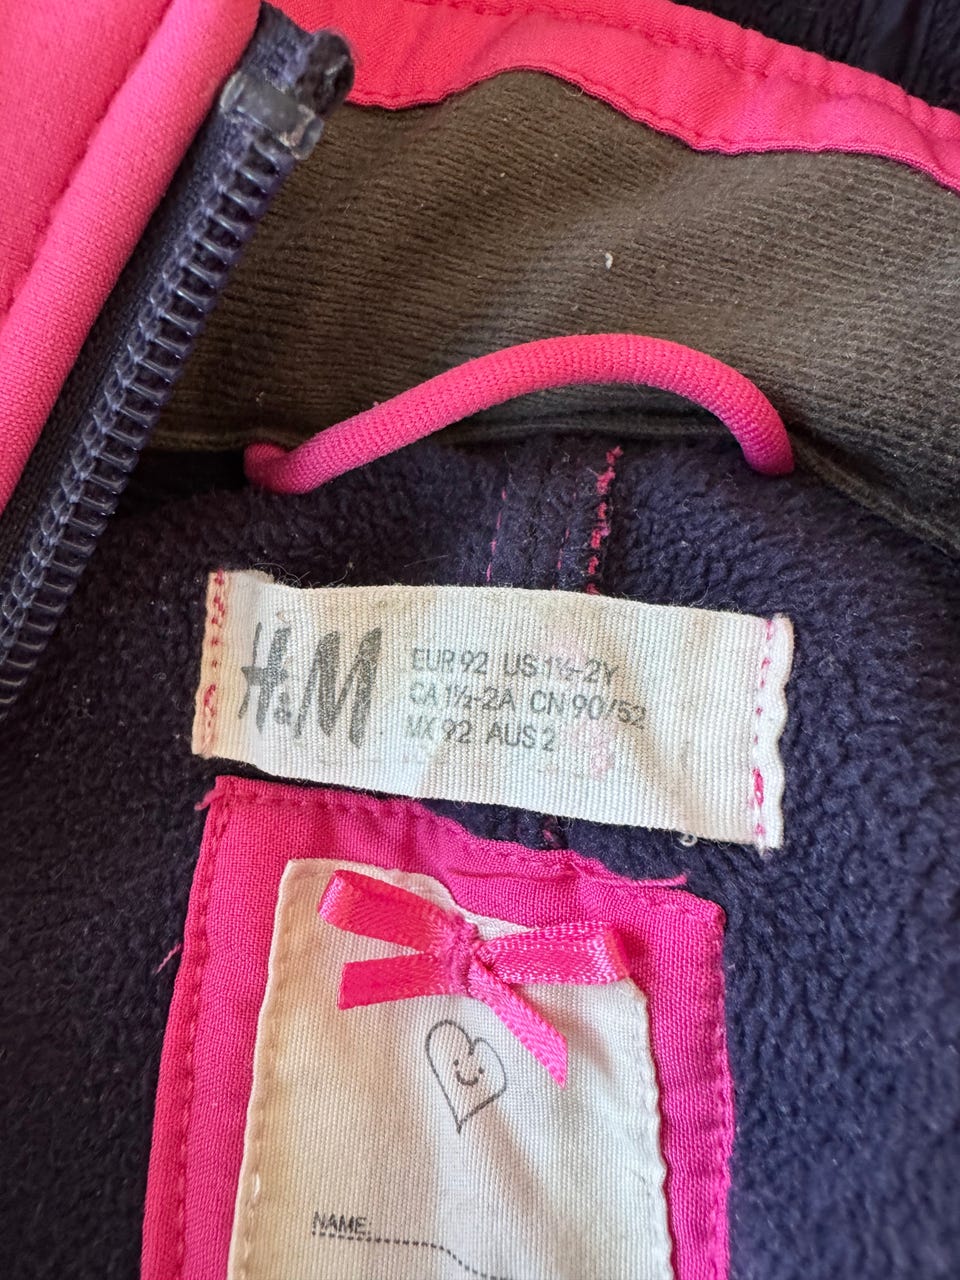 H&M
EUR 92 US 1½-2Y
CA 1½-2A CN 90/52
MX 92 AUS 2
NAME